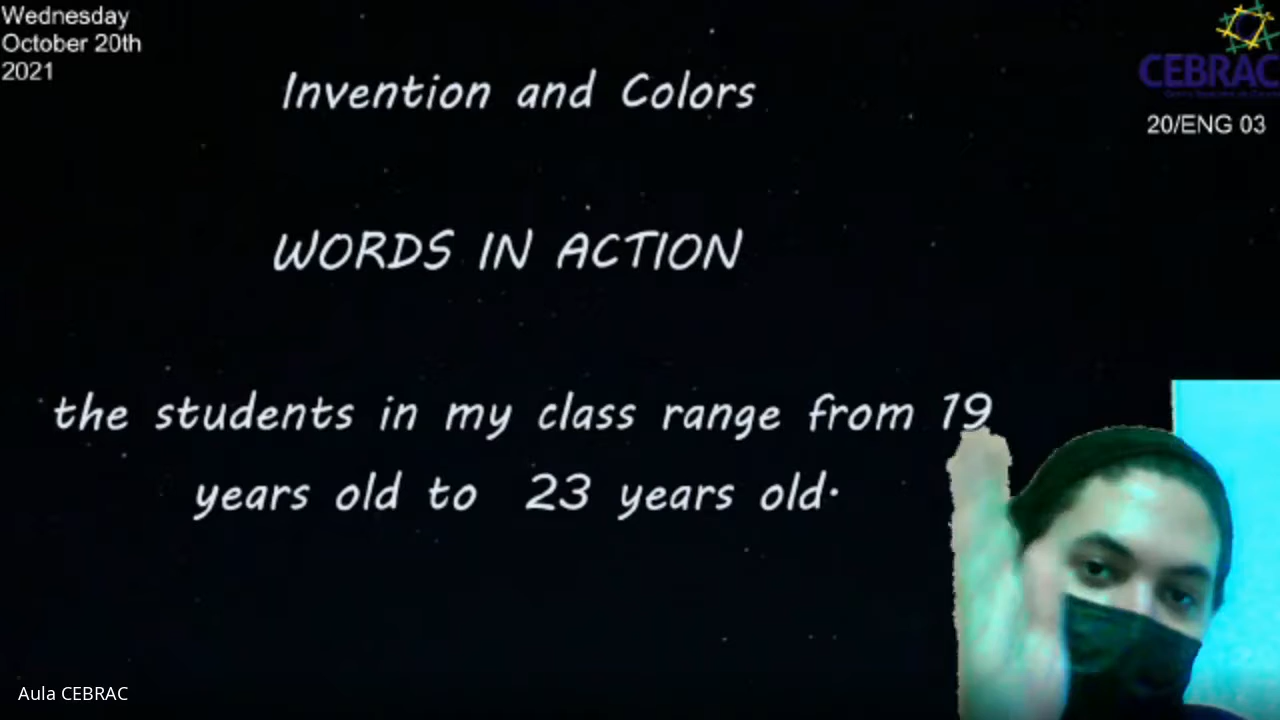 Wednesday
October 20th
2021
CEBRAC
20/ENG 03
Invention and Colors
WORDS IN ACTION
the students in my class range from 19
years old to 23 years old.
Aula CEBRAC